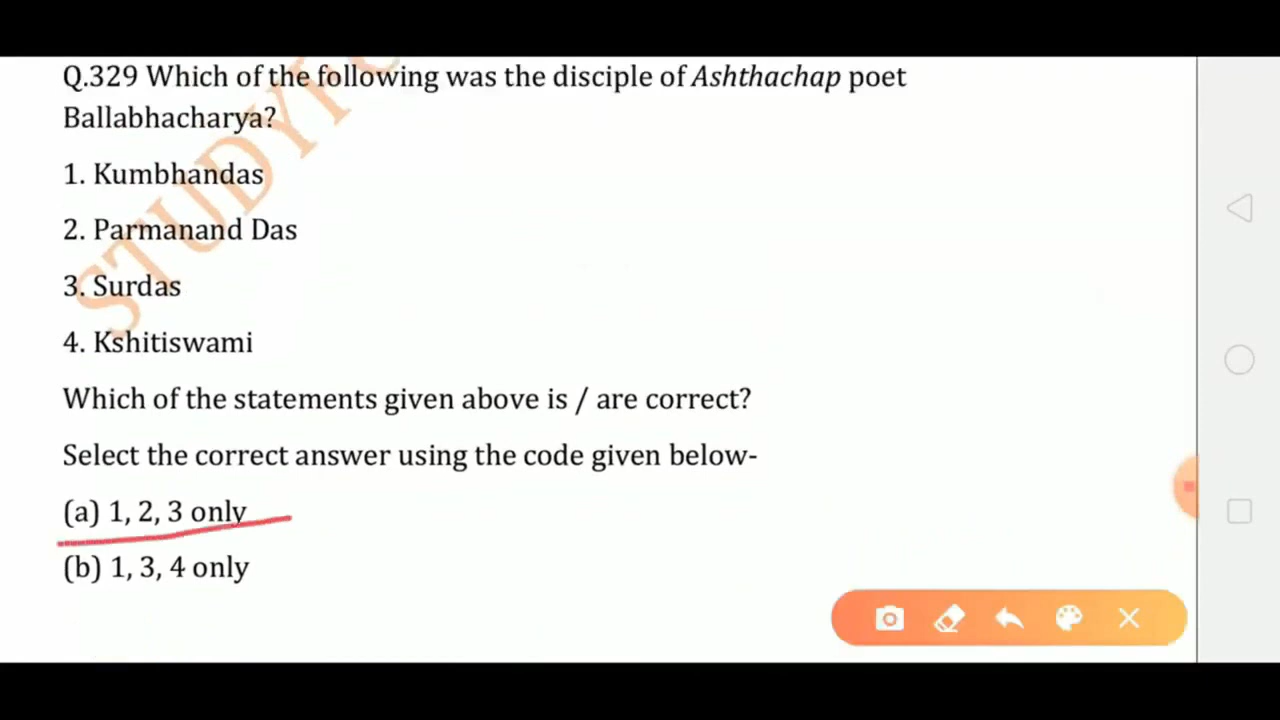 Q.329 Which of the following was the disciple of Ashthachap poet
Ballabhacharya?
1. Kumbhandas
2. Parmanand Das
3. Surdas
4. Kshitiswami
Which of the statements given above is / are correct?
Select the correct answer using the code given below-
(a) 1, 2, 3 only
(b) 1, 3, 4 only
STUDY